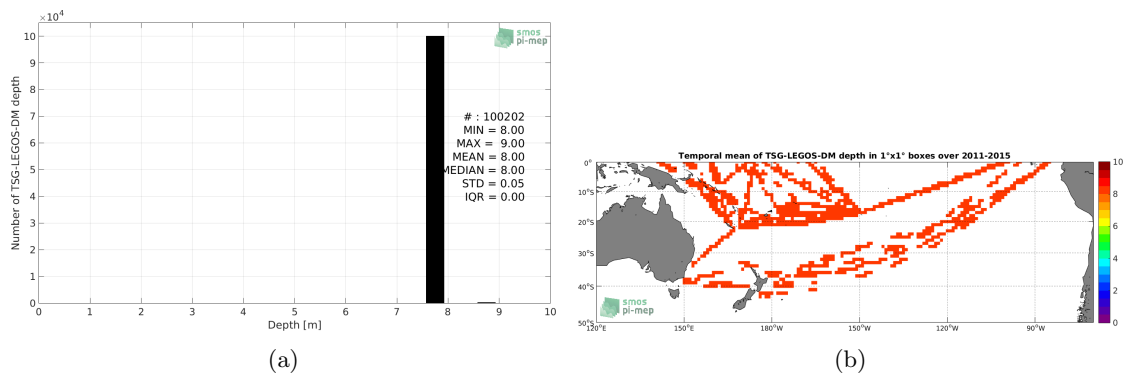 ×10⁴
10
9
8
7
6
5
4
3
2
1
0
Number of TSG-LEGOS-DM depth
smos
pi-mep
# : 100202
MIN = 8.00
MAX = 9.00
MEAN = 8.00
MEDIAN = 8.00
STD = 0.05
IQR = 0.00
0 1 2 3 4 5 6 7 8 9 10
Depth [m]
(a)
Temporal mean of TSG-LEGOS-DM depth in 1°x1° boxes over 2011-2015
0°
10°S
20°S
30°S
40°S
50°S
120°E 150°E 180°W 150°W 120°W 90°W
smos
pi-mep
10
8
6
4
2
0
(b)